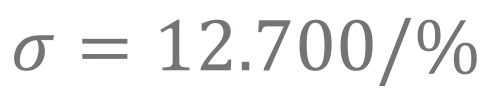 σ = 12.700/%